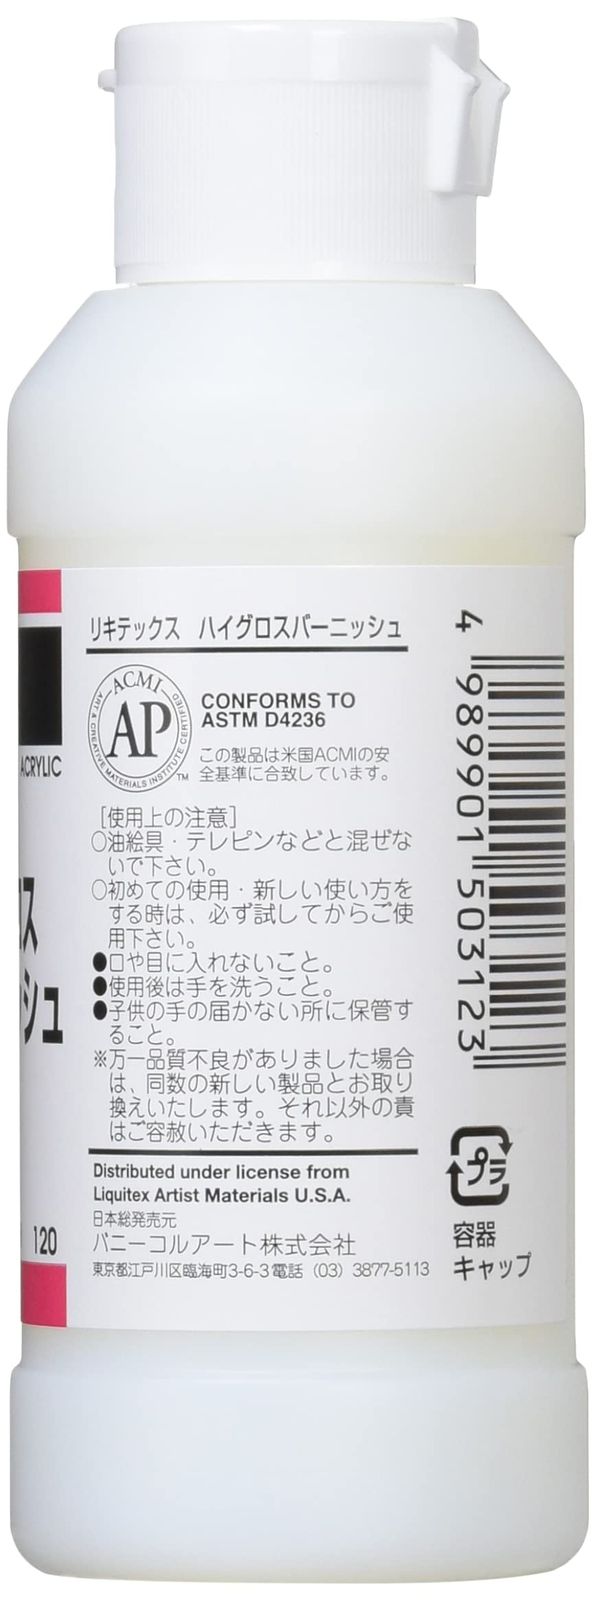 リキテックス ハイグロスバーニッシュ
ACMI
ART & CREATIVE MATERIALS INSTITUTE CERTIFIED
AP
TM
CONFORMS TO
ASTM D4236
この製品は米国ACMIの安
全基準に合致しています。
[使用上の注意]
○油絵具・テレピンなどと混ぜな
いで下さい。
○初めての使用・新しい使い方を
する時は、必ず試してからご使
用下さい。
●口や目に入れないこと。
●使用後は手を洗うこと。
●子供の手の届かない所に保管す
ること。
※万一品質不良がありました場合
は、同数の新しい製品とお取り
換えいたします。それ以外の責
はご容赦いただきます。
Distributed under license from
Liquitex Artist Materials U.S.A.
日本総発売元
バニーコルアート株式会社
東京都江戸川区臨海町3-6-3電話(03)3877-5113
4 989901 503123
プラ
容器
キャップ
ACRYLIC
クス
ッシュ
120